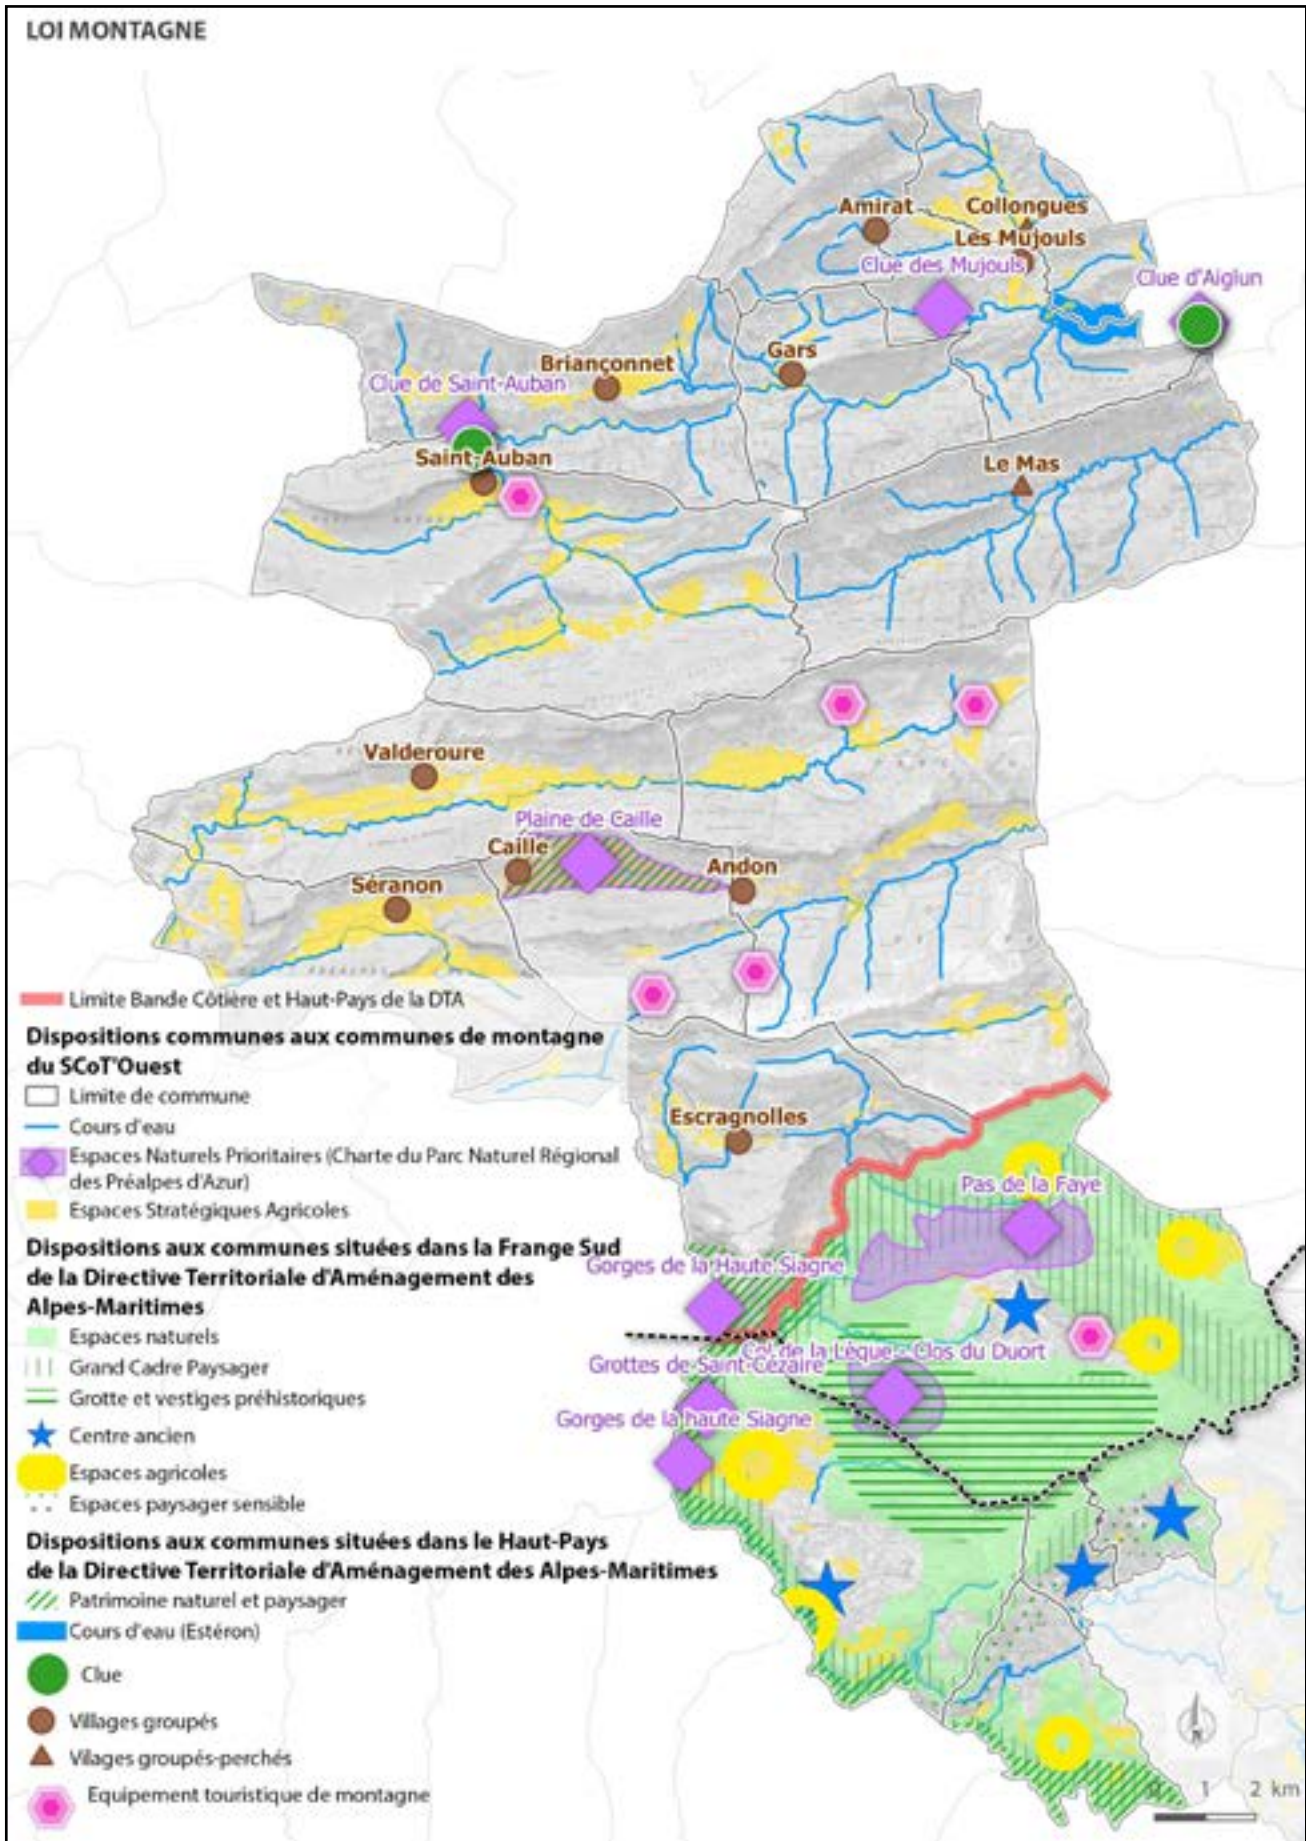 LOI MONTAGNE
Amirat
Collongues
Les Mujouls
Clue des Mujouls
Clue d'Aiglun
Briançonnet
Gars
Clue de Saint-Auban
Saint-Auban
Le Mas
Valderoure
Plaine de Caille
Caille
Andon
Séranon
Limite Bande Côtière et Haut-Pays de la DTA
Dispositions communes aux communes de montagne
du SCoT'Ouest
Limite de commune
Cours d'eau
Espaces Naturels Prioritaires (Charte du Parc Naturel Régional
des Préalpes d'Azur)
Espaces Stratégiques Agricoles
Escragnolles
Pas de la Faye
Dispositions aux communes situées dans la Frange Sud
de la Directive Territoriale d'Aménagement des
Alpes-Maritimes
Gorges de la Haute Siagne
Espaces naturels
Grand Cadre Paysager
Grotte et vestiges préhistoriques
Centre ancien
Espaces agricoles
Espaces paysager sensible
Col de la Lèque - Clos du Duort
Grottes de Saint-Cézaire
Gorges de la haute Siagne
Dispositions aux communes situées dans le Haut-Pays
de la Directive Territoriale d'Aménagement des Alpes-Maritimes
Patrimoine naturel et paysager
Cours d'eau (Estéron)
Clue
Villages groupés
Vilages groupés-perchés
Equipement touristique de montagne
N
0 1 2 km